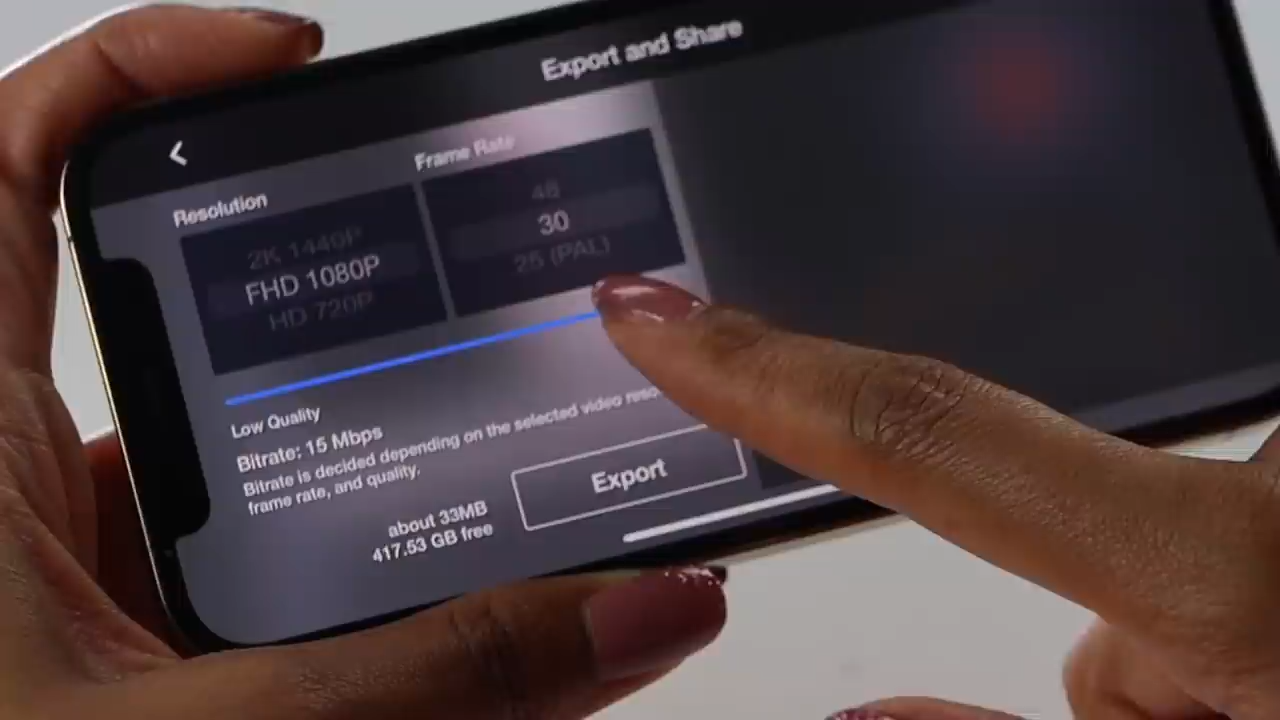 Export and Share
Resolution
Frame Rate
2K 1440P
FHD 1080P
HD 720P
48
30
25 (PAL)
Low Quality
Bitrate: 15 Mbps
Bitrate is decided depending on the selected video
frame rate, and quality.
about 33MB
417.53 GB free
Export